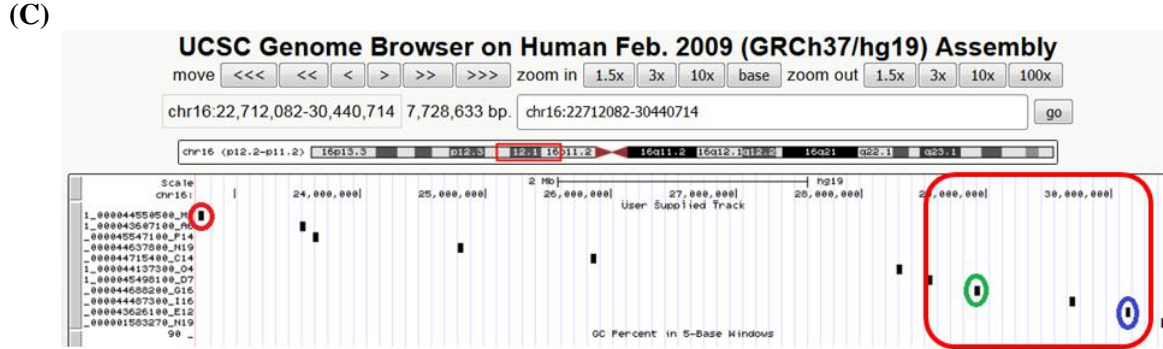 (C)
UCSC Genome Browser on Human Feb. 2009 (GRCh37/hg19) Assembly
move <<< << < > >> >>> zoom in 1.5x 3x 10x base zoom out 1.5x 3x 10x 100x
chr16:22,712,082-30,440,714 7,728,633 bp. chr16:22712082-30440714 go
chr16 (p12.2-p11.2) 16p13.3 p12.3 12.1 16p11.2 16q11.2 16q12.1 q12.2 16q21 q22.1 q23.1
Scale 2 Mb hg19
chr16: | 24,000,000| 25,000,000| 26,000,000| 27,000,000| 28,000,000| 29,000,000| 30,000,000|
User Supplied Track
1_000044550500_M
1_000043607100_A6
_000045547100_P14
_000044637800_N19
_000044715400_C14
1_000044137300_O4
1_000045498100_D7
_000044688200_G16
_000044487300_I16
_000043626100_E12
_000001583270_N19
90 _ GC Percent in 5-Base Windows